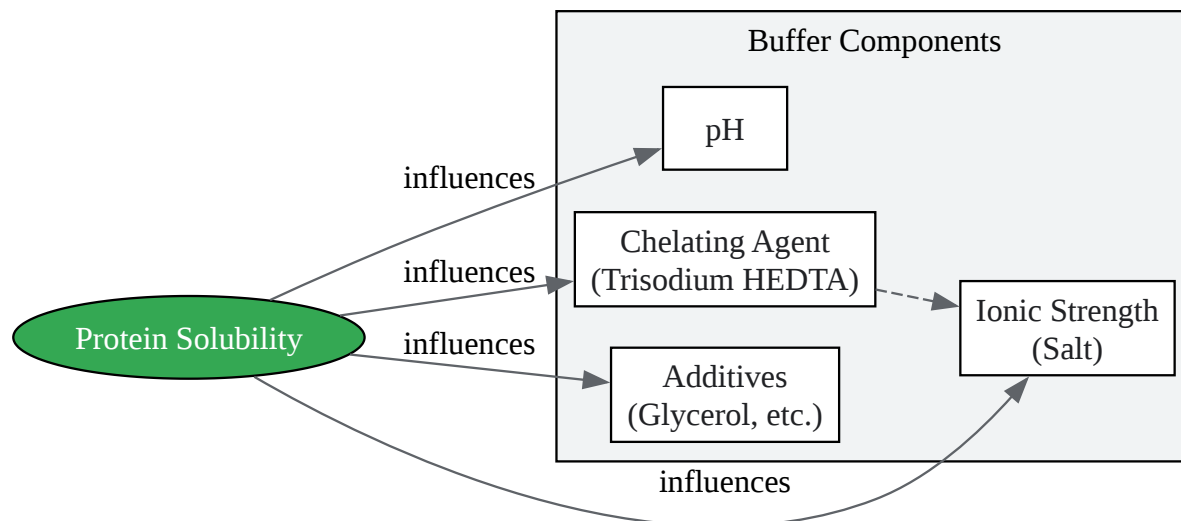 Buffer Components
pH
influences
Chelating Agent
(Trisodium HEDTA)
influences
Ionic Strength
(Salt)
Protein Solubility
influences
Additives
(Glycerol, etc.)
influences